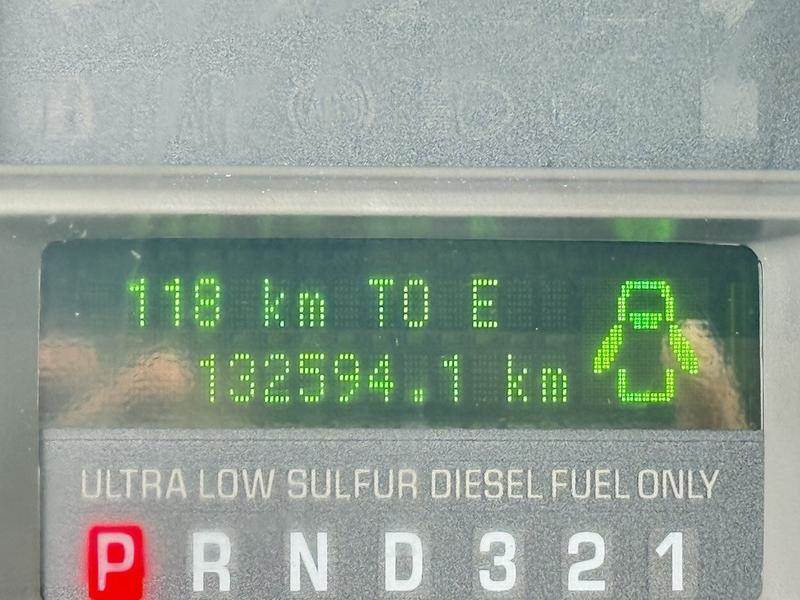 118 km TO E
132594.1 km
ULTRA LOW SULFUR DIESEL FUEL ONLY
P R N D 3 2 1